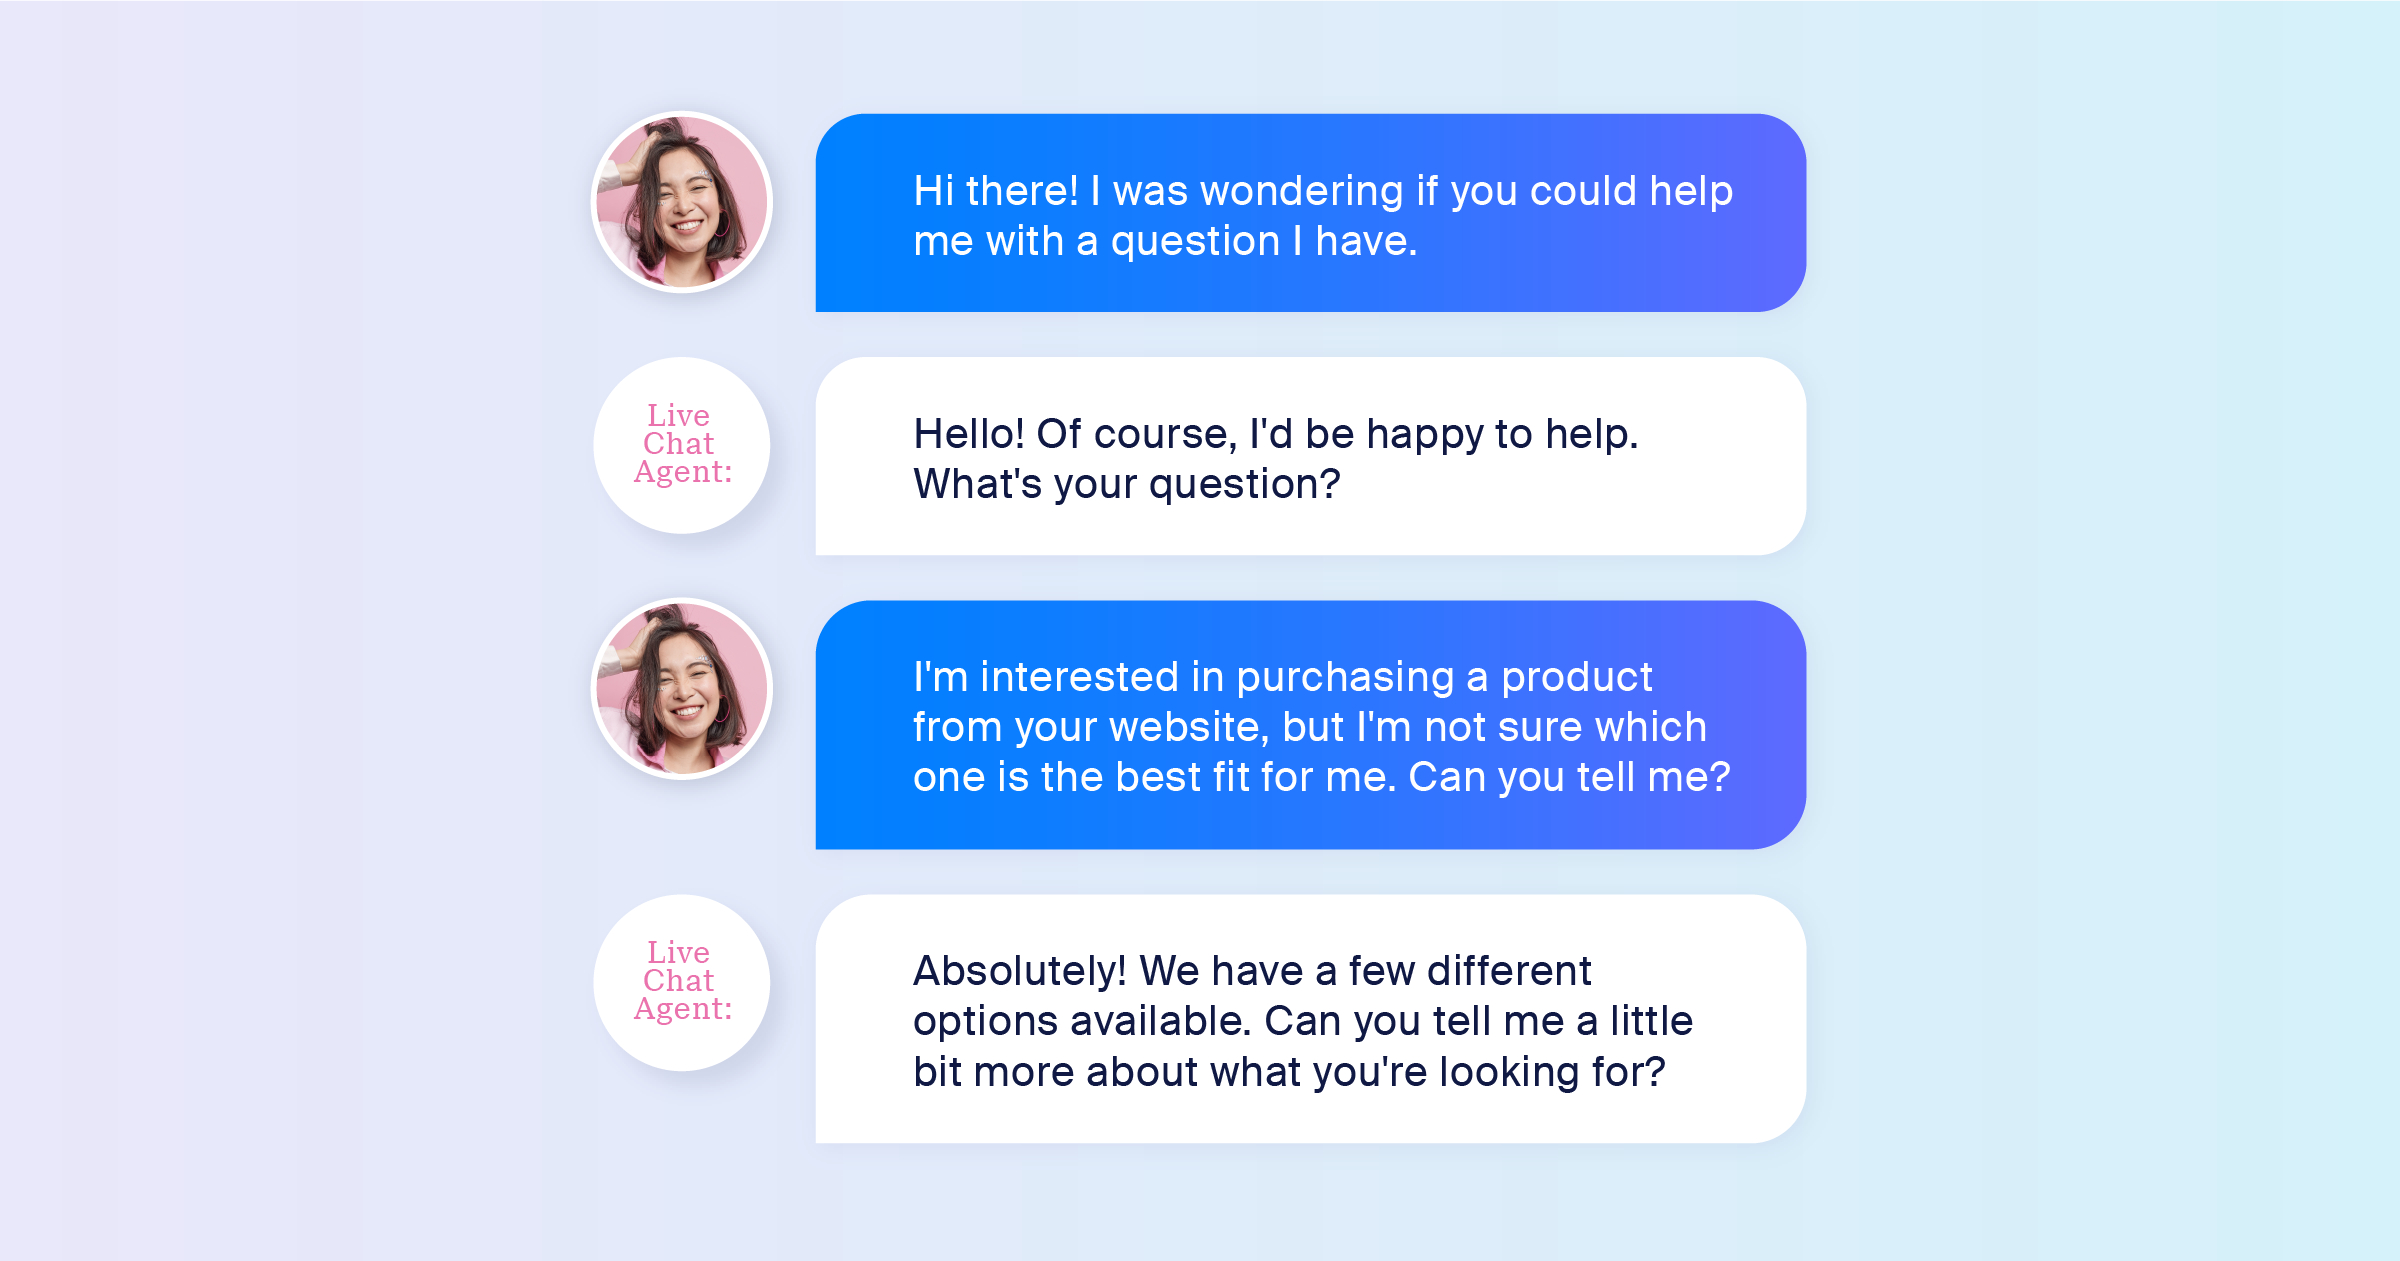 Hi there! I was wondering if you could help
me with a question I have.
Live
Chat
Agent:
Hello! Of course, I'd be happy to help.
What's your question?
I'm interested in purchasing a product
from your website, but I'm not sure which
one is the best fit for me. Can you tell me?
Live
Chat
Agent:
Absolutely! We have a few different
options available. Can you tell me a little
bit more about what you're looking for?